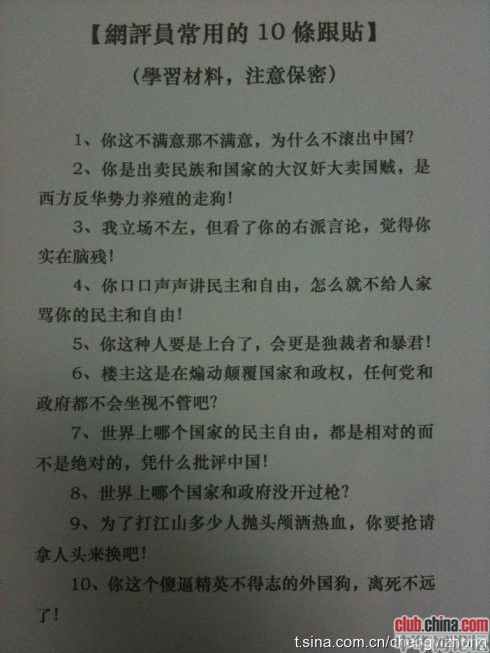 【網評員常用的 10 條跟貼】
（學習材料，注意保密）
1、你这不满意那不满意，为什么不滚出中国？
2、你是出卖民族和国家的大汉奸大卖国贼，是
西方反华势力养殖的走狗！
3、我立场不左，但看了你的右派言论，觉得你
实在脑残！
4、你口口声声讲民主和自由，怎么就不给人家
骂你的民主和自由！
5、你这种人要是上台了，会更是独裁者和暴君！
6、楼主这是在煽动颠覆国家和政权，任何党和
政府都不会坐视不管吧？
7、世界上哪个国家的民主自由，都是相对的而
不是绝对的，凭什么批评中国！
8、世界上哪个国家和政府没开过枪？
9、为了打江山多少人抛头颅洒热血，你要抢请
拿人头来换吧！
10、你这个傻逼精英不得志的外国狗，离死不远
了！
club.china.com
t.sina.com.cn/chengyizhong